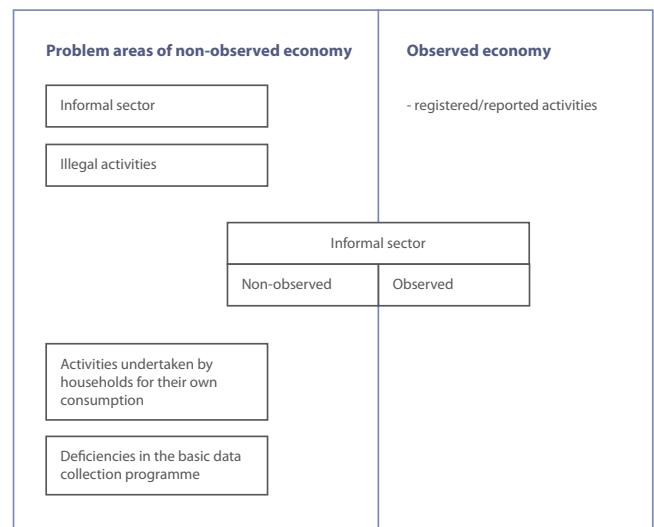 Problem areas of non-observed economy
Observed economy
Informal sector
- registered/reported activities
Illegal activities
Informal sector
Non-observed
Observed
Activities undertaken by
households for their own
consumption
Deficiencies in the basic data
collection programme